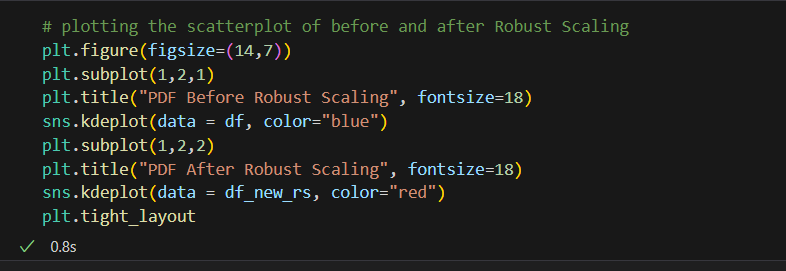 # plotting the scatterplot of before and after Robust Scaling
plt.figure(figsize=(14,7))
plt.subplot(1,2,1)
plt.title("PDF Before Robust Scaling", fontsize=18)
sns.kdeplot(data = df, color="blue")
plt.subplot(1,2,2)
plt.title("PDF After Robust Scaling", fontsize=18)
sns.kdeplot(data = df_new_rs, color="red")
plt.tight_layout
0.8s